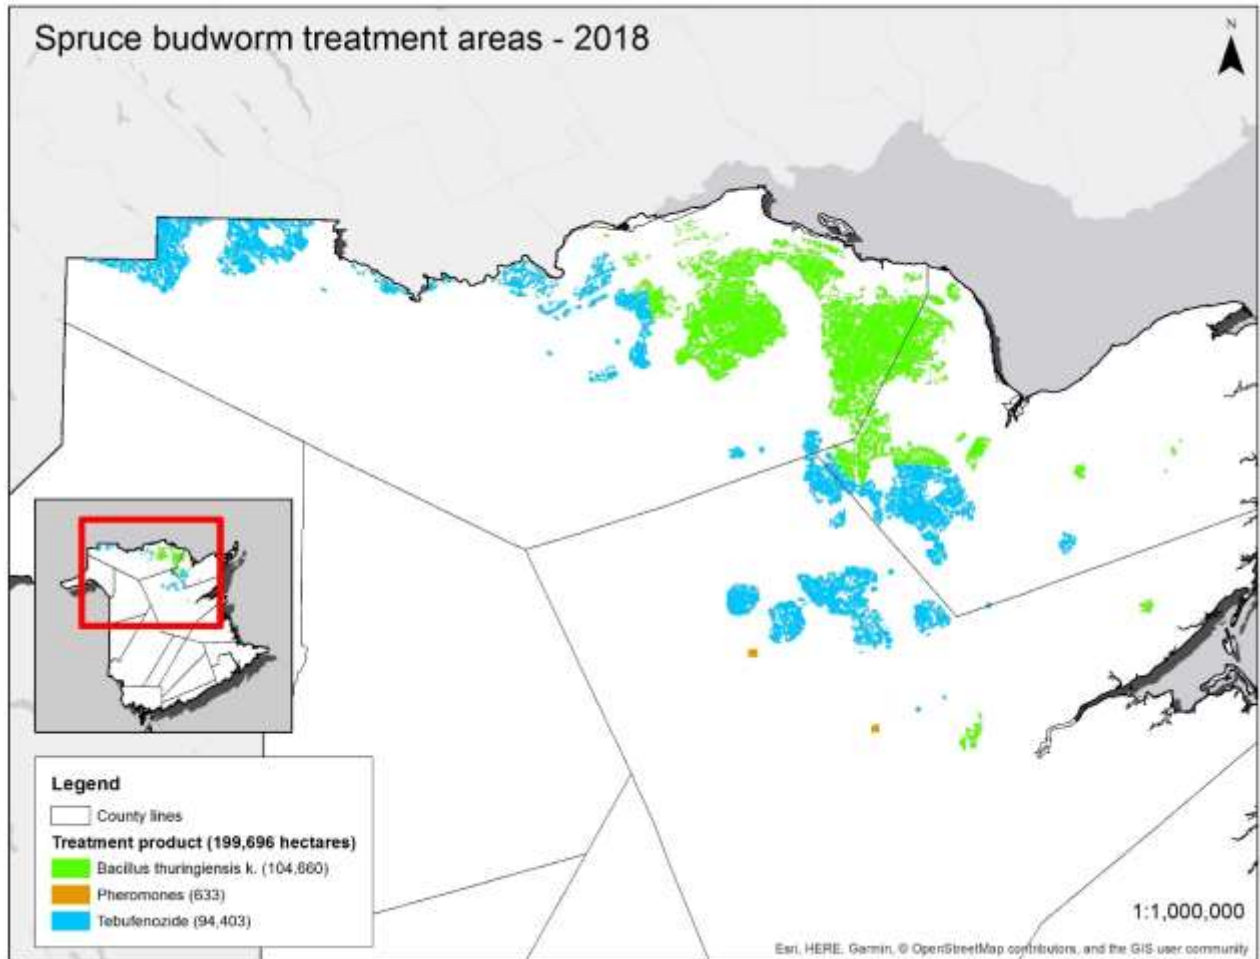 Spruce budworm treatment areas - 2018
N
Legend
County lines
Treatment product (199,696 hectares)
Bacillus thuringiensis k. (104,660)
Pheromones (633)
Tebufenozide (94,403)
1:1,000,000
Esri, HERE, Garmin, © OpenStreetMap contributors, and the GIS user community